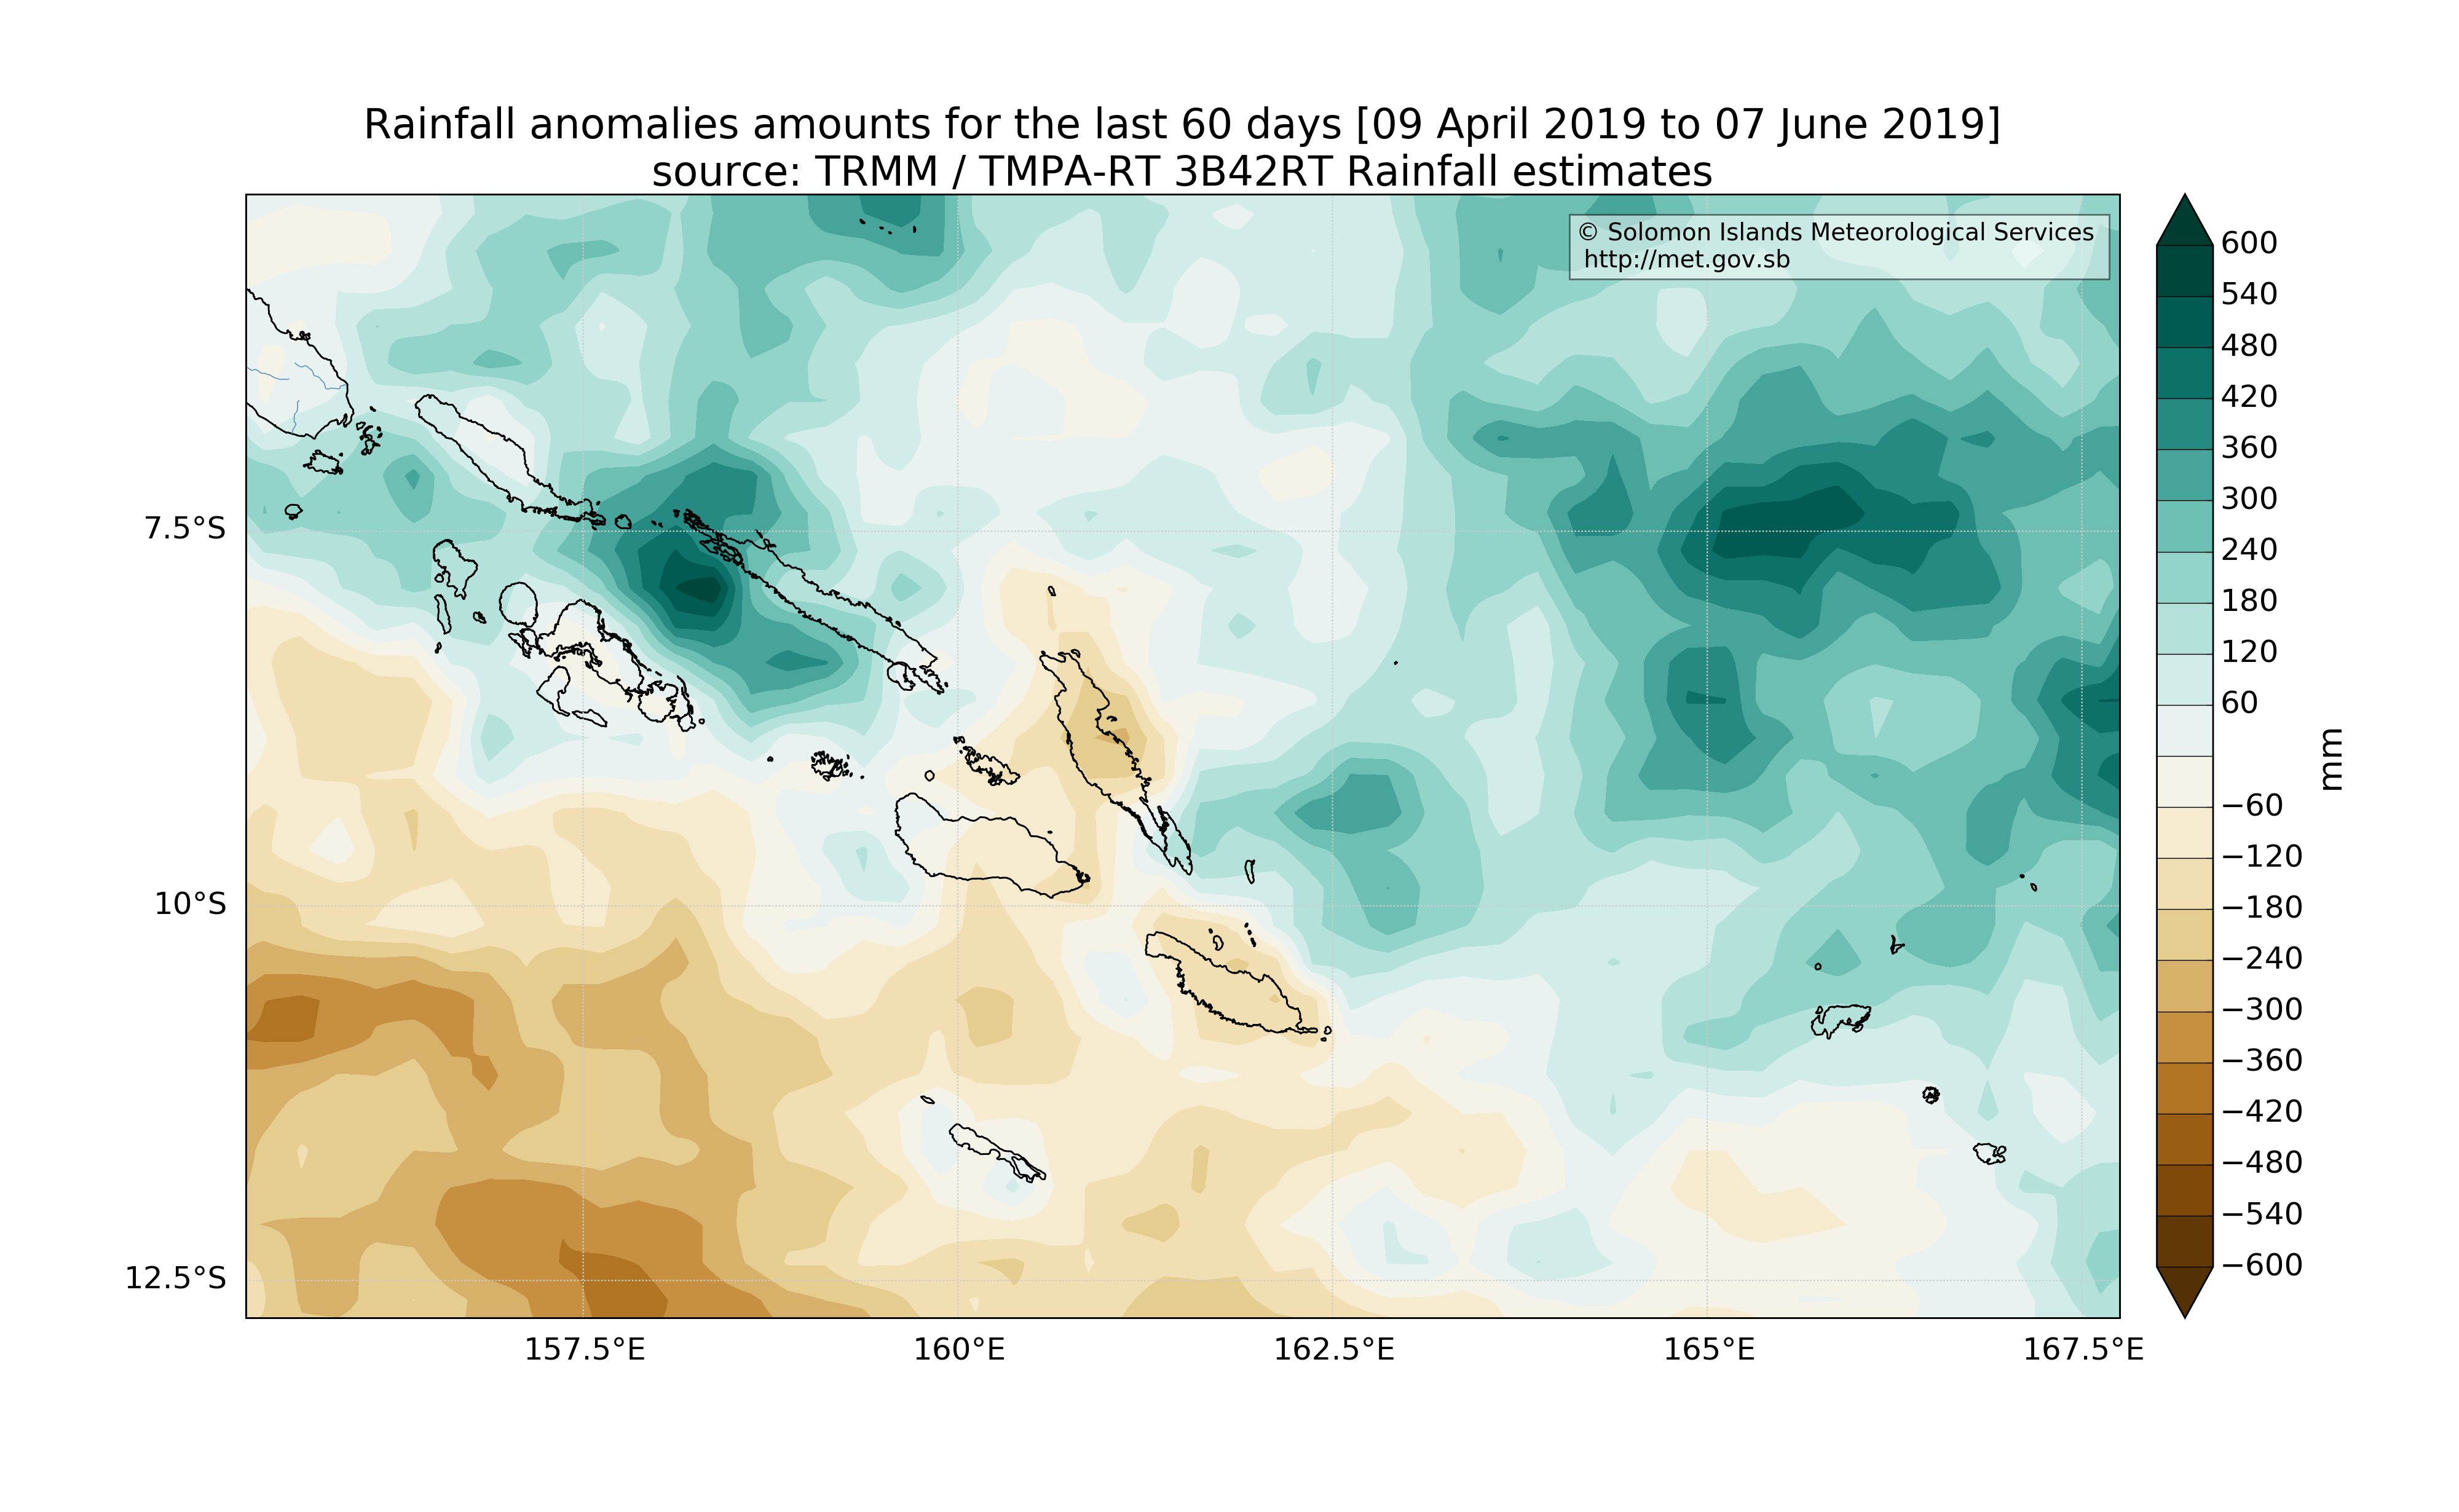 Rainfall anomalies amounts for the last 60 days [09 April 2019 to 07 June 2019]
source: TRMM / TMPA-RT 3B42RT Rainfall estimates
© Solomon Islands Meteorological Services
http://met.gov.sb
7.5°S
10°S
12.5°S
157.5°E
160°E
162.5°E
165°E
167.5°E
600
540
480
420
360
300
240
180
120
60
−60
−120
−180
−240
−300
−360
−420
−480
−540
−600
mm